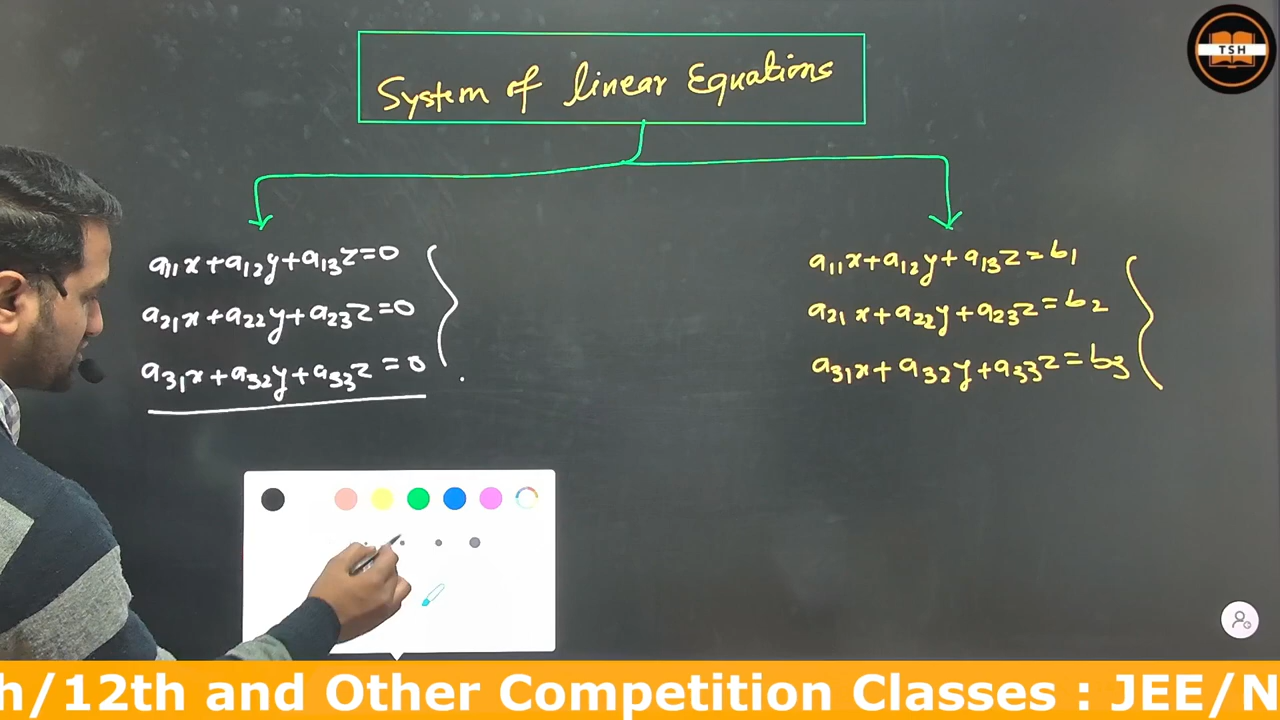 TSH
System of linear Equations
a11x+a12y+a13z=0
a21x+a22y+a23z=0
a31x+a32y+a33z=0
a11x+a12y+a13z=b1
a21x+a22y+a23z=b2
a31x+a32y+a33z=b3
h/12th and Other Competition Classes : JEE/N